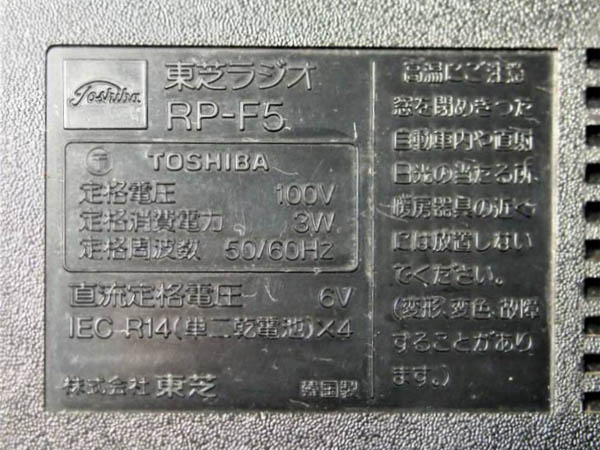 Toshiba
東芝ラジオ
RP-F5
〒 TOSHIBA
定格電圧 100V
定格消費電力 3W
定格周波数 50/60Hz
直流定格電圧 6V
IEC-R14(単二乾電池)×4
株式会社 東芝 韓国製
高温にご注意
窓を閉めきった
自動車内や直射
日光の当たる所
暖房器具の近く
には放置しない
でください。
(変形、変色、故障
することがあり
ます。)